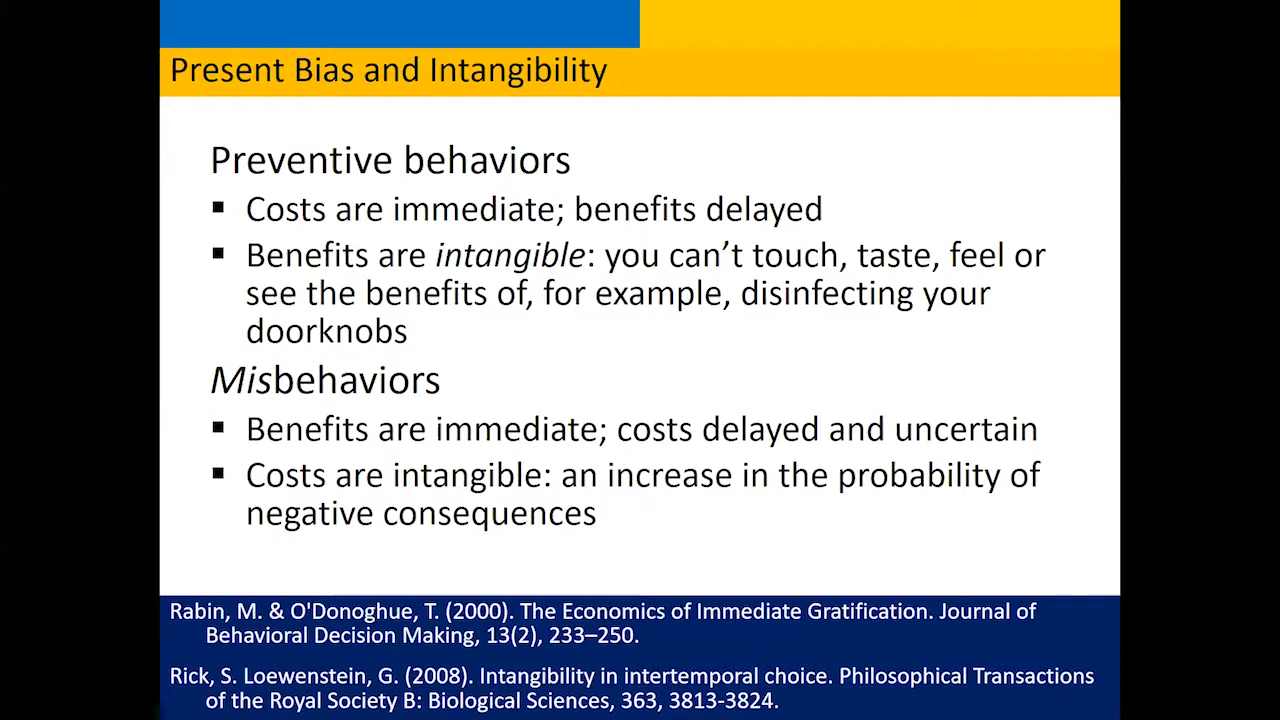 Present Bias and Intangibility
Preventive behaviors
▪ Costs are immediate; benefits delayed
▪ Benefits are intangible: you can’t touch, taste, feel or
see the benefits of, for example, disinfecting your
doorknobs
Misbehaviors
▪ Benefits are immediate; costs delayed and uncertain
▪ Costs are intangible: an increase in the probability of
negative consequences
Rabin, M. & O'Donoghue, T. (2000). The Economics of Immediate Gratification. Journal of
Behavioral Decision Making, 13(2), 233–250.
Rick, S. Loewenstein, G. (2008). Intangibility in intertemporal choice. Philosophical Transactions
of the Royal Society B: Biological Sciences, 363, 3813-3824.